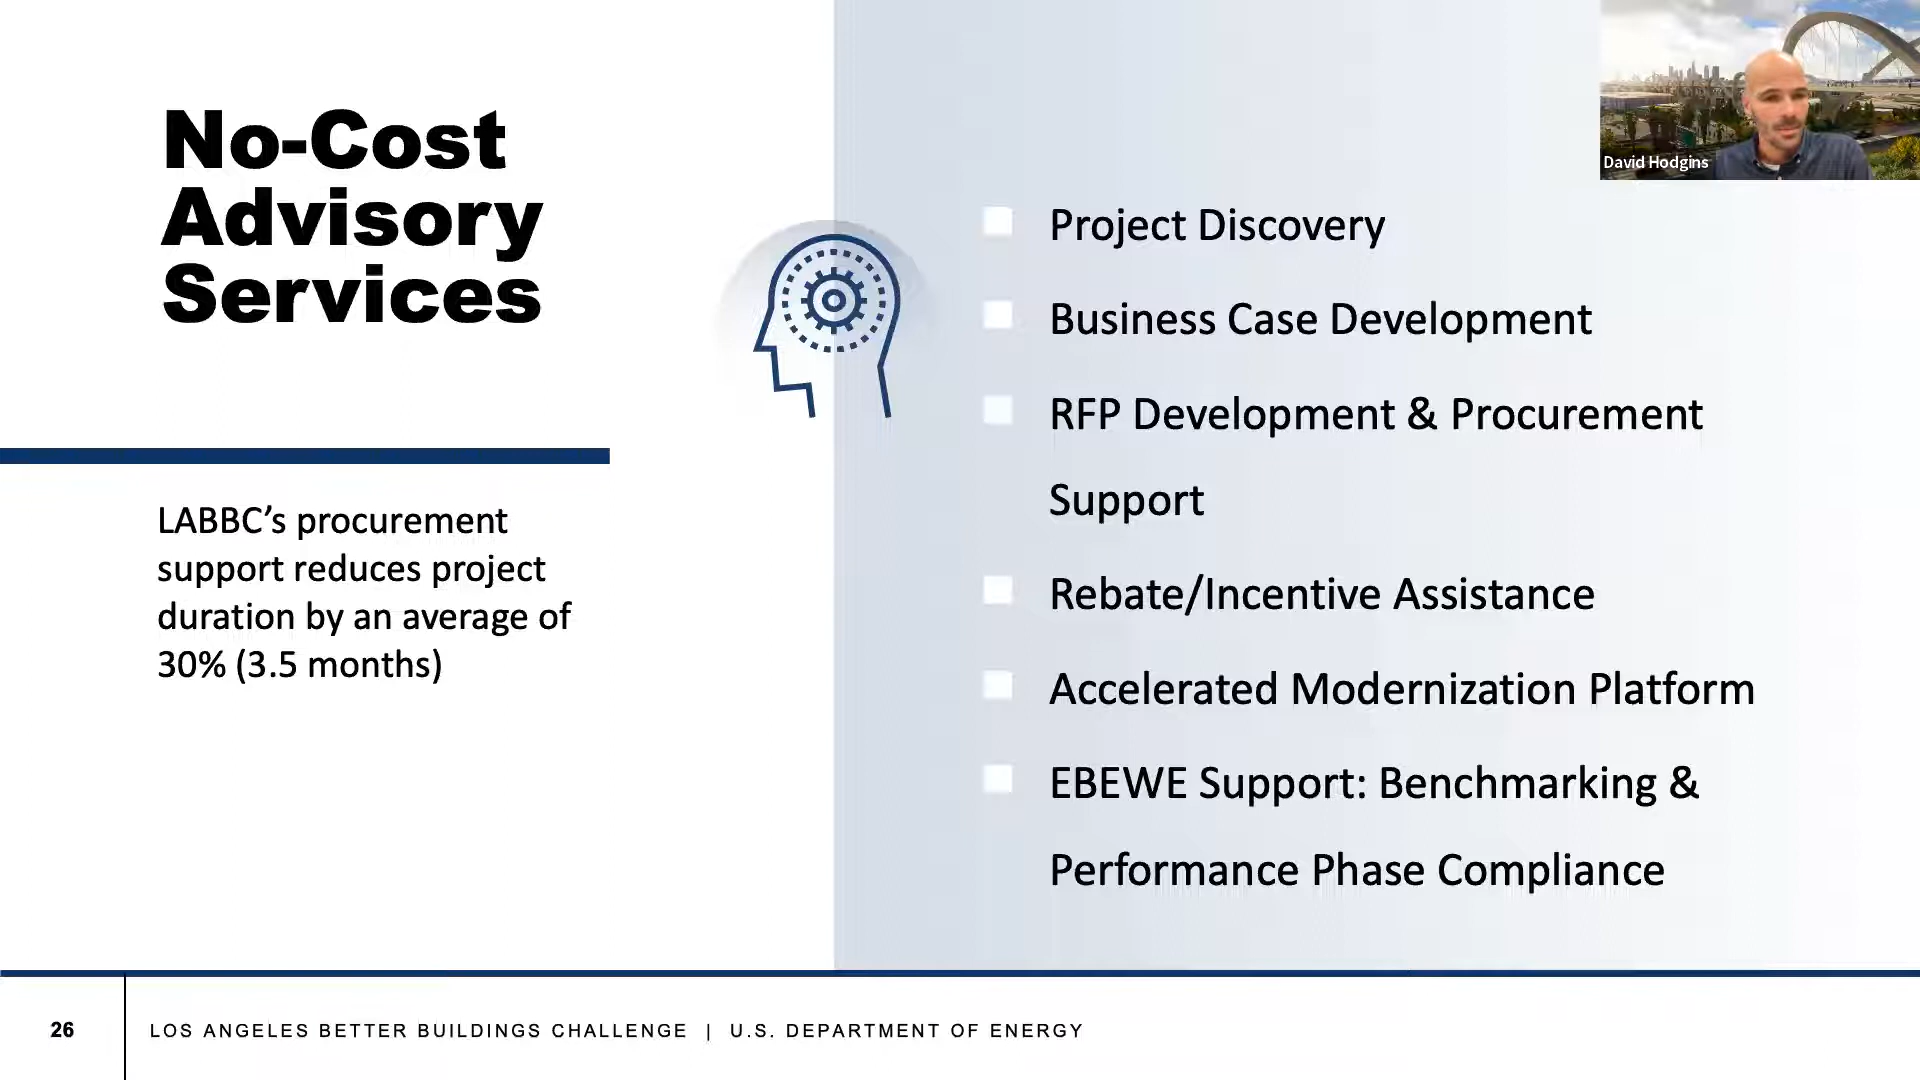 No-Cost
Advisory
Services
LABBC’s procurement
support reduces project
duration by an average of
30% (3.5 months)
Project Discovery
Business Case Development
RFP Development & Procurement
Support
Rebate/Incentive Assistance
Accelerated Modernization Platform
EBEWE Support: Benchmarking &
Performance Phase Compliance
David Hodgins
26
LOS ANGELES BETTER BUILDINGS CHALLENGE | U.S. DEPARTMENT OF ENERGY